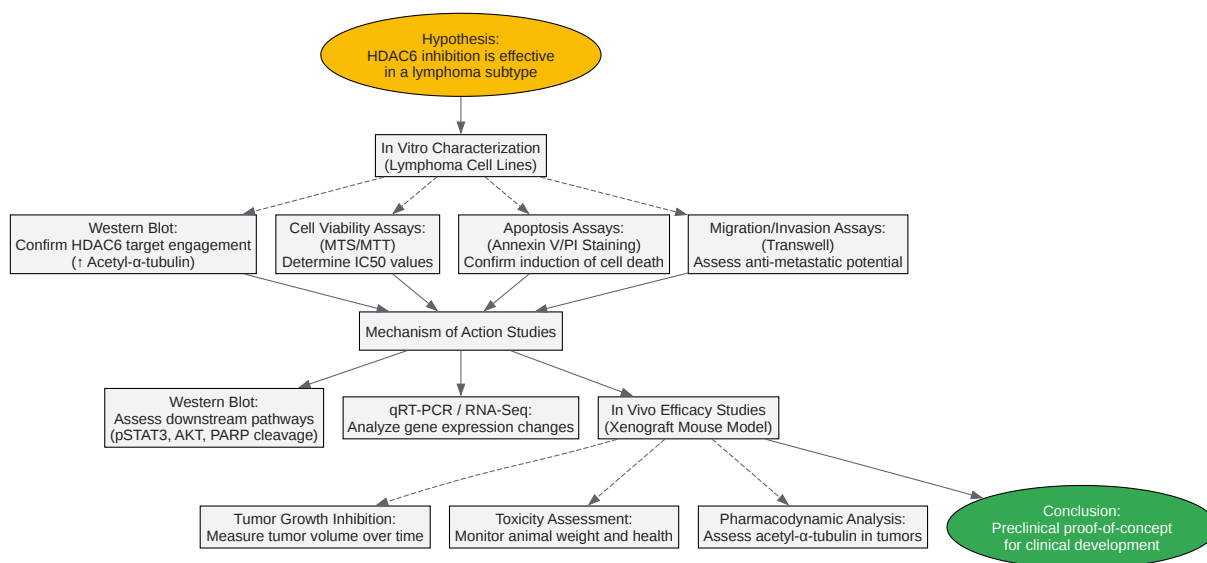 Hypothesis:
HDAC6 inhibition is effective
in a lymphoma subtype
In Vitro Characterization
(Lymphoma Cell Lines)
Western Blot:
Confirm HDAC6 target engagement
(↑ Acetyl-α-tubulin)
Cell Viability Assays:
(MTS/MTT)
Determine IC50 values
Apoptosis Assays:
(Annexin V/PI Staining)
Confirm induction of cell death
Migration/Invasion Assays:
(Transwell)
Assess anti-metastatic potential
Mechanism of Action Studies
Western Blot:
Assess downstream pathways
(pSTAT3, AKT, PARP cleavage)
qRT-PCR / RNA-Seq:
Analyze gene expression changes
In Vivo Efficacy Studies
(Xenograft Mouse Model)
Tumor Growth Inhibition:
Measure tumor volume over time
Toxicity Assessment:
Monitor animal weight and health
Pharmacodynamic Analysis:
Assess acetyl-α-tubulin in tumors
Conclusion:
Preclinical proof-of-concept
for clinical development